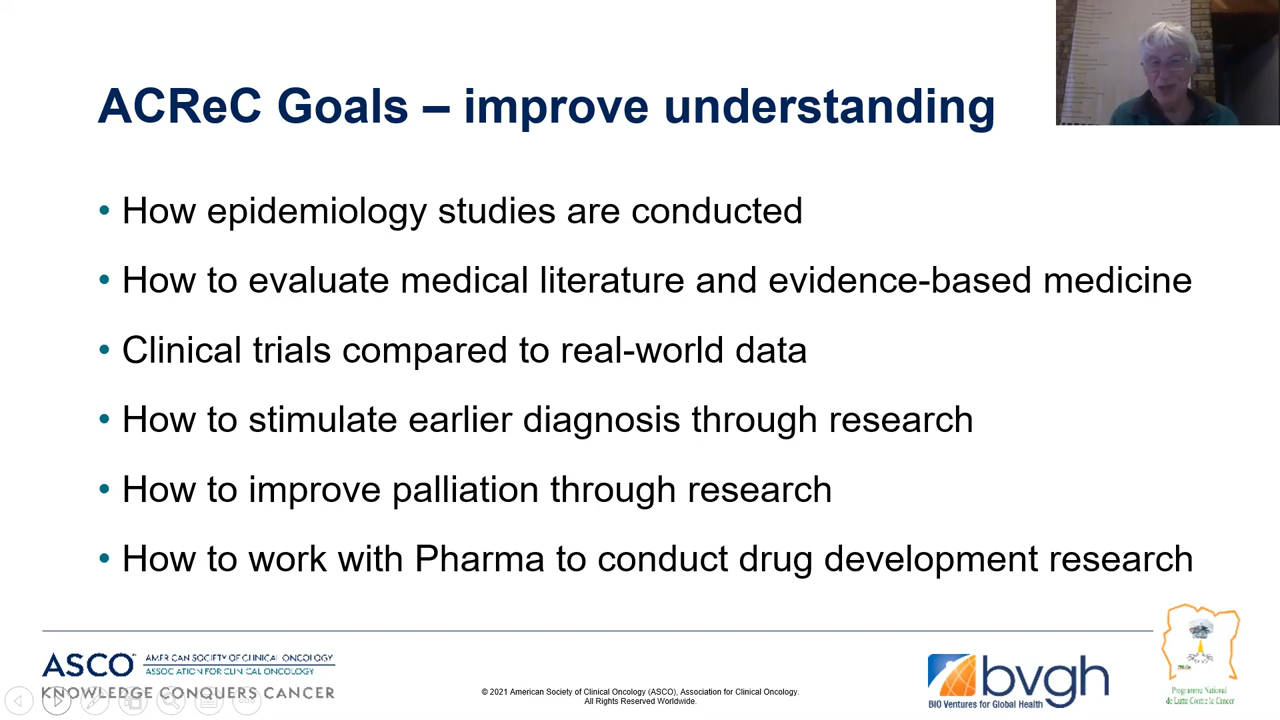 ACReC Goals – improve understanding
• How epidemiology studies are conducted
• How to evaluate medical literature and evidence-based medicine
• Clinical trials compared to real-world data
• How to stimulate earlier diagnosis through research
• How to improve palliation through research
• How to work with Pharma to conduct drug development research
ASCO AMERICAN SOCIETY OF CLINICAL ONCOLOGY
ASSOCIATION FOR CLINICAL ONCOLOGY
KNOWLEDGE CONQUERS CANCER
© 2021 American Society of Clinical Oncology (ASCO), Association for Clinical Oncology.
All Rights Reserved Worldwide.
bvgh
BIO Ventures for Global Health
Programme National
de Lutte Contre le Cancer